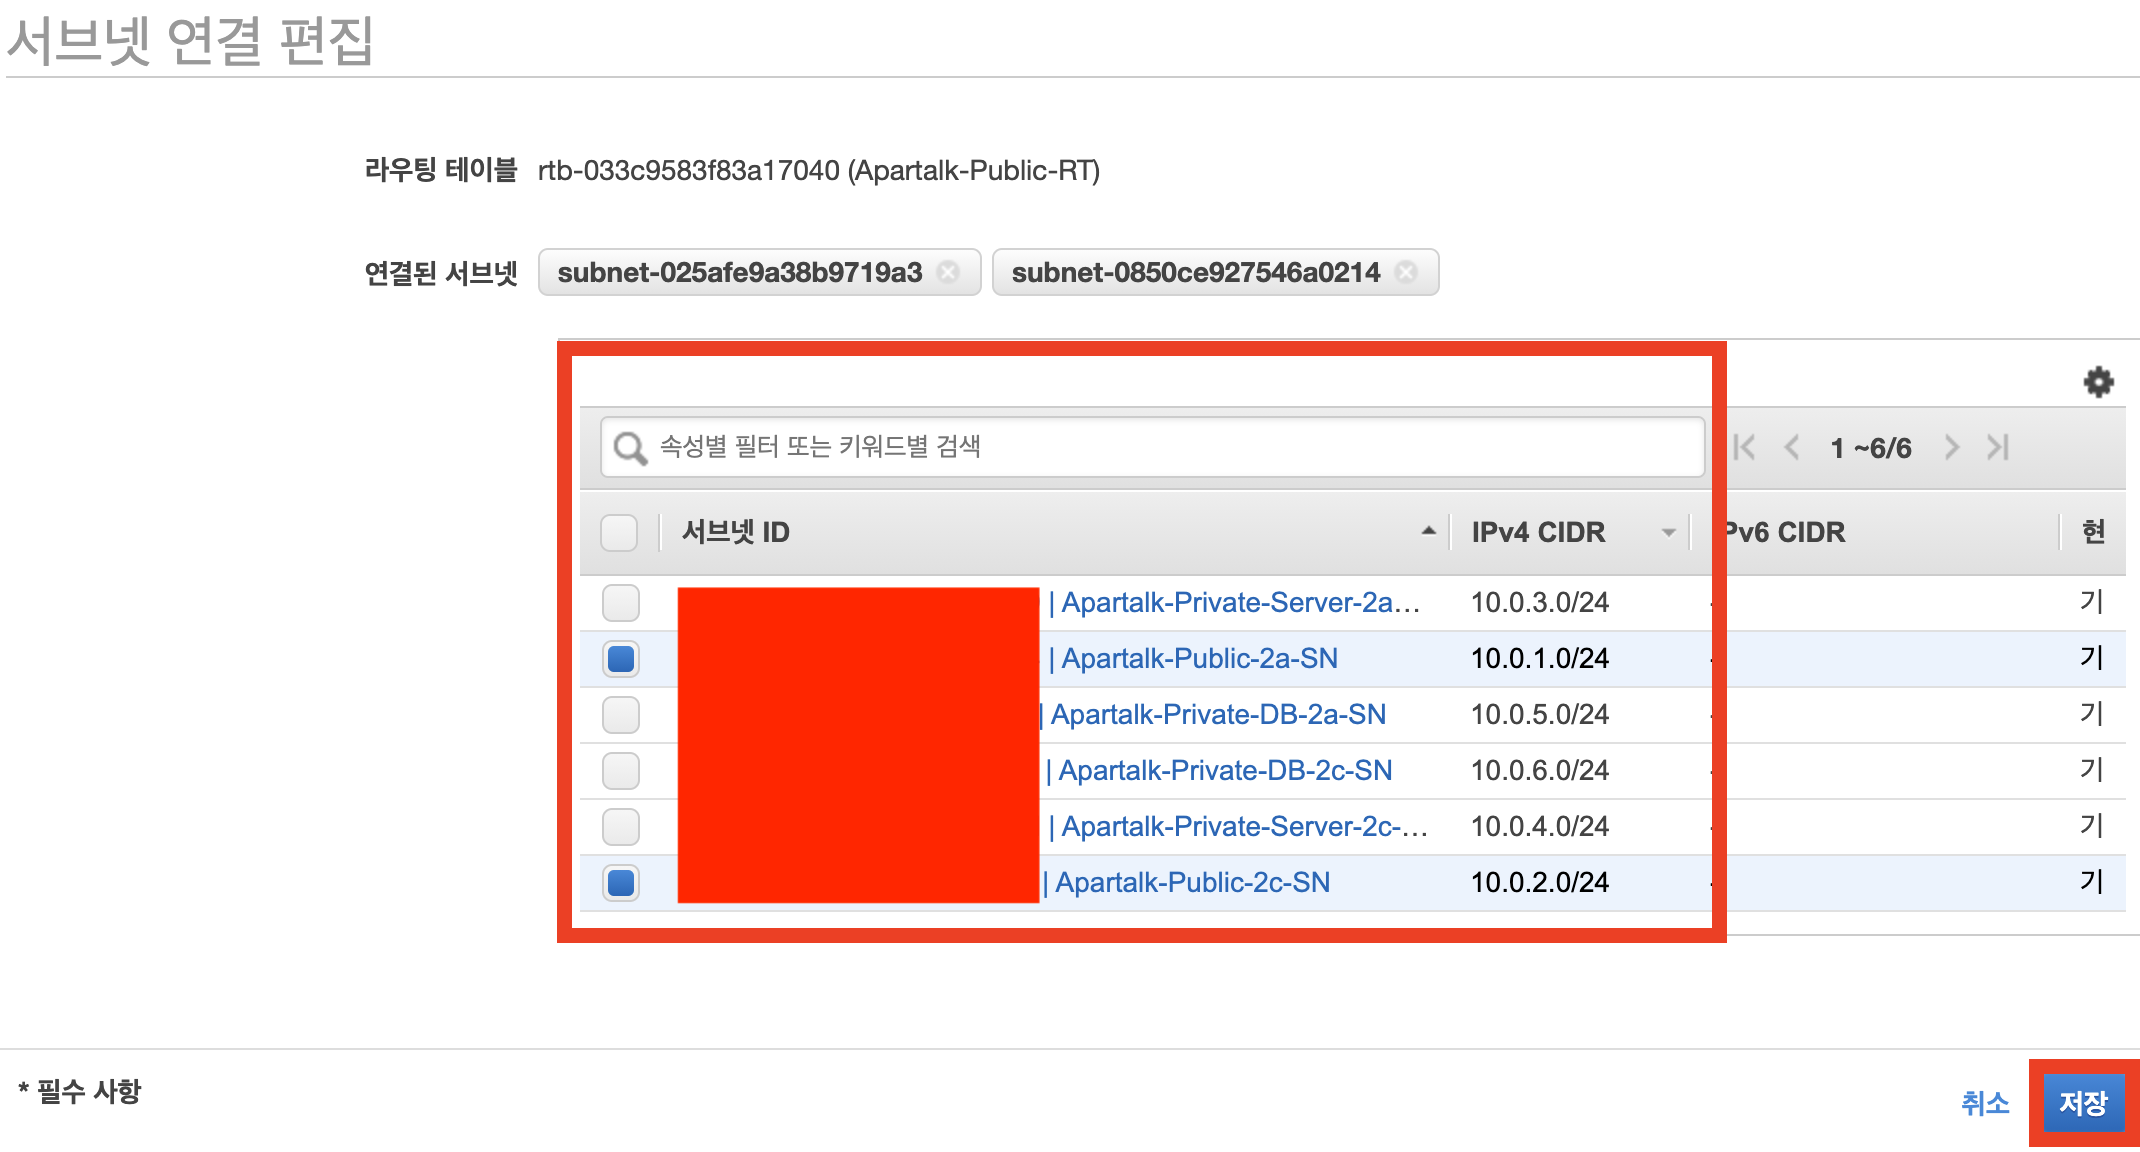 서브넷 연결 편집
라우팅 테이블 rtb-033c9583f83a17040 (Apartalk-Public-RT)
연결된 서브넷 subnet-025afe9a38b9719a3 subnet-0850ce927546a0214
속성별 필터 또는 키워드별 검색 1 ~6/6
서브넷 ID IPv4 CIDR Pv6 CIDR 현
| Apartalk-Private-Server-2a... 10.0.3.0/24 - 기
| Apartalk-Public-2a-SN 10.0.1.0/24 - 기
| Apartalk-Private-DB-2a-SN 10.0.5.0/24 - 기
| Apartalk-Private-DB-2c-SN 10.0.6.0/24 - 기
| Apartalk-Private-Server-2c-... 10.0.4.0/24 - 기
| Apartalk-Public-2c-SN 10.0.2.0/24 - 기
* 필수 사항
취소 저장